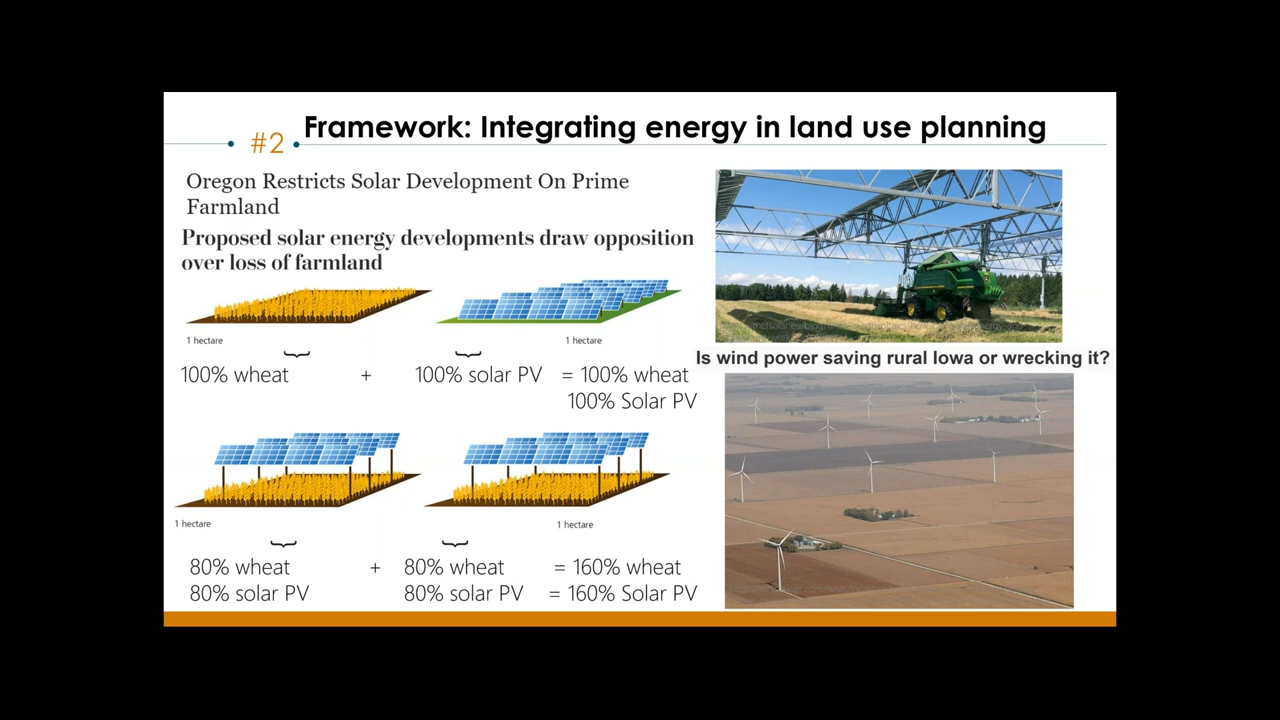 #2
Framework: Integrating energy in land use planning
Oregon Restricts Solar Development On Prime
Farmland
Proposed solar energy developments draw opposition
over loss of farmland
1 hectare
1 hectare
100% wheat + 100% solar PV = 100% wheat
100% Solar PV
1 hectare
1 hectare
80% wheat + 80% wheat = 160% wheat
80% solar PV 80% solar PV = 160% Solar PV
Is wind power saving rural Iowa or wrecking it?